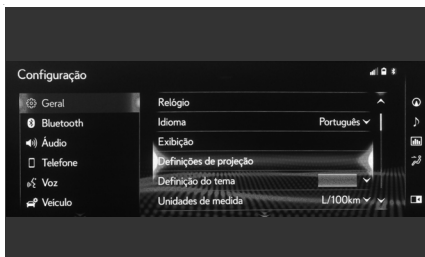 Configuração
Geral
Bluetooth
Áudio
Telefone
Voz
Veículo
Relógio
Idioma Português
Exibição
Definições de projeção
Definição do tema
Unidades de medida L/100km